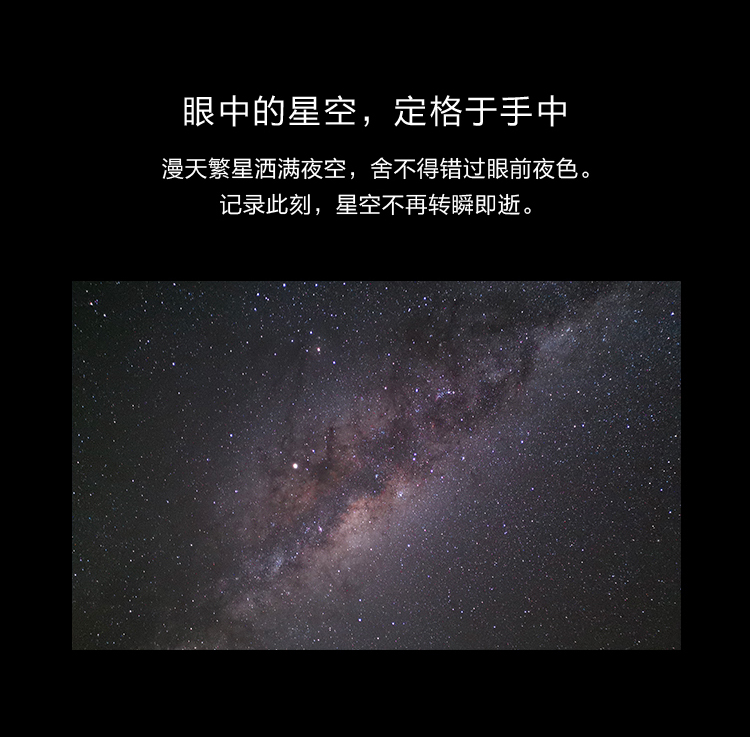 眼中的星空，定格于手中
漫天繁星洒满夜空，舍不得错过眼前夜色。
记录此刻，星空不再转瞬即逝。